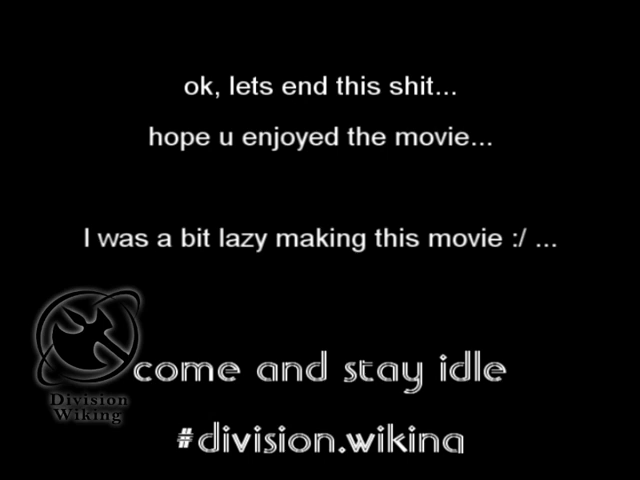 ok, lets end this shit...
hope u enjoyed the movie...
I was a bit lazy making this movie :/ ...
come and stay idle
Division
Wiking
#division.wiking